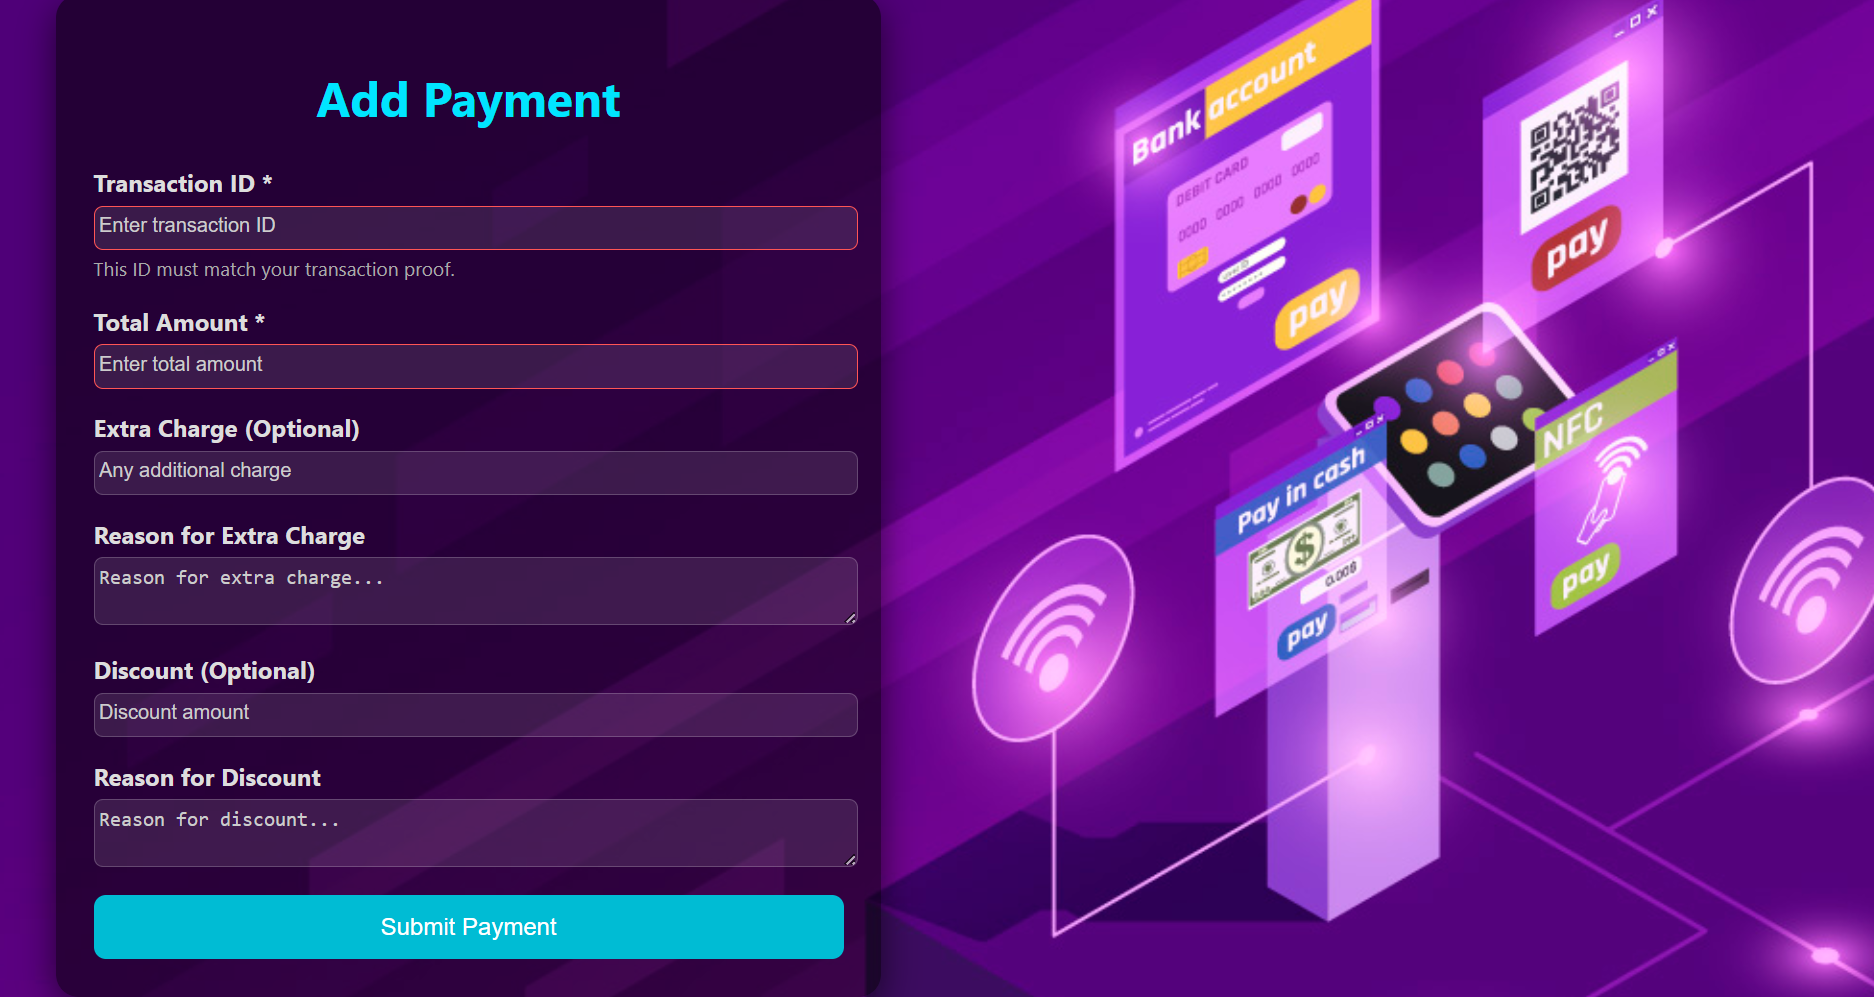 Add Payment
Transaction ID *
Enter transaction ID
This ID must match your transaction proof.
Total Amount *
Enter total amount
Extra Charge (Optional)
Any additional charge
Reason for Extra Charge
Reason for extra charge...
Discount (Optional)
Discount amount
Reason for Discount
Reason for discount...
Submit Payment
Bank account
DEBIT CARD
0000 0000 0000 0000
pay
pay
Pay in cash
$
0.00$
pay
NFC
pay